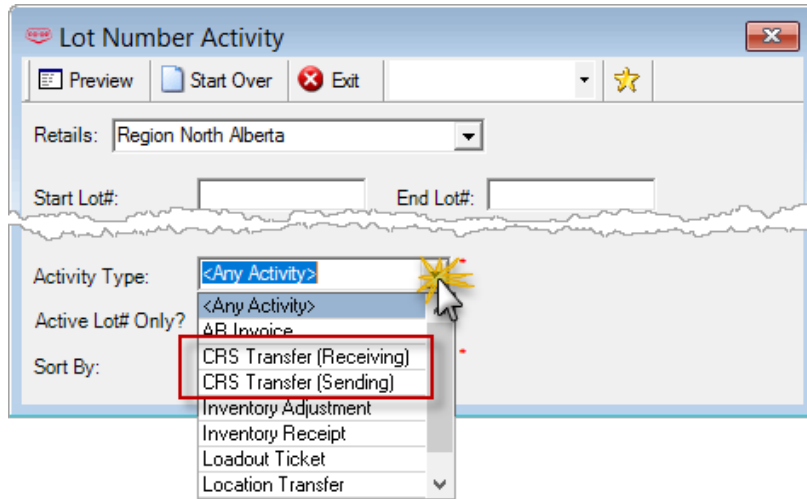 Lot Number Activity
Preview Start Over Exit
Retails: Region North Alberta
Start Lot#: End Lot#:
Activity Type: <Any Activity> *
<Any Activity>
Active Lot# Only? AR Invoice
CRS Transfer (Receiving) *
Sort By:
CRS Transfer (Sending)
Inventory Adjustment
Inventory Receipt
Loadout Ticket
Location Transfer